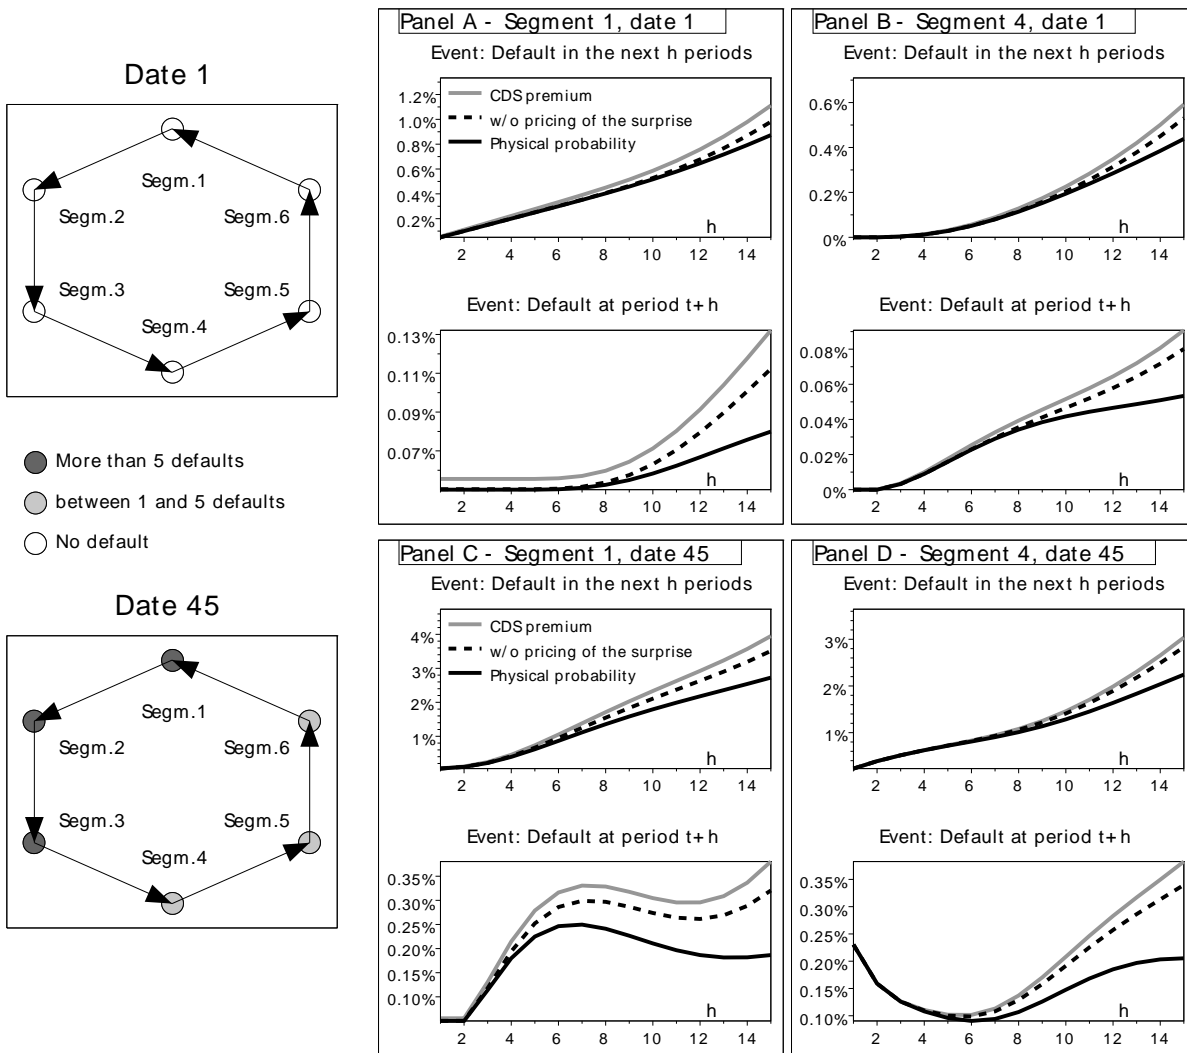 Date 1
Segm.1
Segm.2
Segm.6
Segm.3
Segm.5
Segm.4
More than 5 defaults
between 1 and 5 defaults
No default
Date 45
Segm.1
Segm.2
Segm.6
Segm.3
Segm.5
Segm.4
Panel A - Segment 1, date 1
Event: Default in the next h periods
CDS premium
w/o pricing of the surprise
Physical probability
1.2%
1.0%
0.8%
0.6%
0.4%
0.2%
h
2 4 6 8 10 12 14
Event: Default at period t+h
0.13%
0.11%
0.09%
0.07%
h
2 4 6 8 10 12 14
Panel B - Segment 4, date 1
Event: Default in the next h periods
0.6%
0.4%
0.2%
0%
h
2 4 6 8 10 12 14
Event: Default at period t+h
0.08%
0.06%
0.04%
0.02%
0%
h
2 4 6 8 10 12 14
Panel C - Segment 1, date 45
Event: Default in the next h periods
CDS premium
w/o pricing of the surprise
Physical probability
4%
3%
2%
1%
h
2 4 6 8 10 12 14
Event: Default at period t+h
0.35%
0.30%
0.25%
0.20%
0.15%
0.10%
h
2 4 6 8 10 12 14
Panel D - Segment 4, date 45
Event: Default in the next h periods
3%
2%
1%
h
2 4 6 8 10 12 14
Event: Default at period t+h
0.35%
0.30%
0.25%
0.20%
0.15%
0.10%
h
2 4 6 8 10 12 14